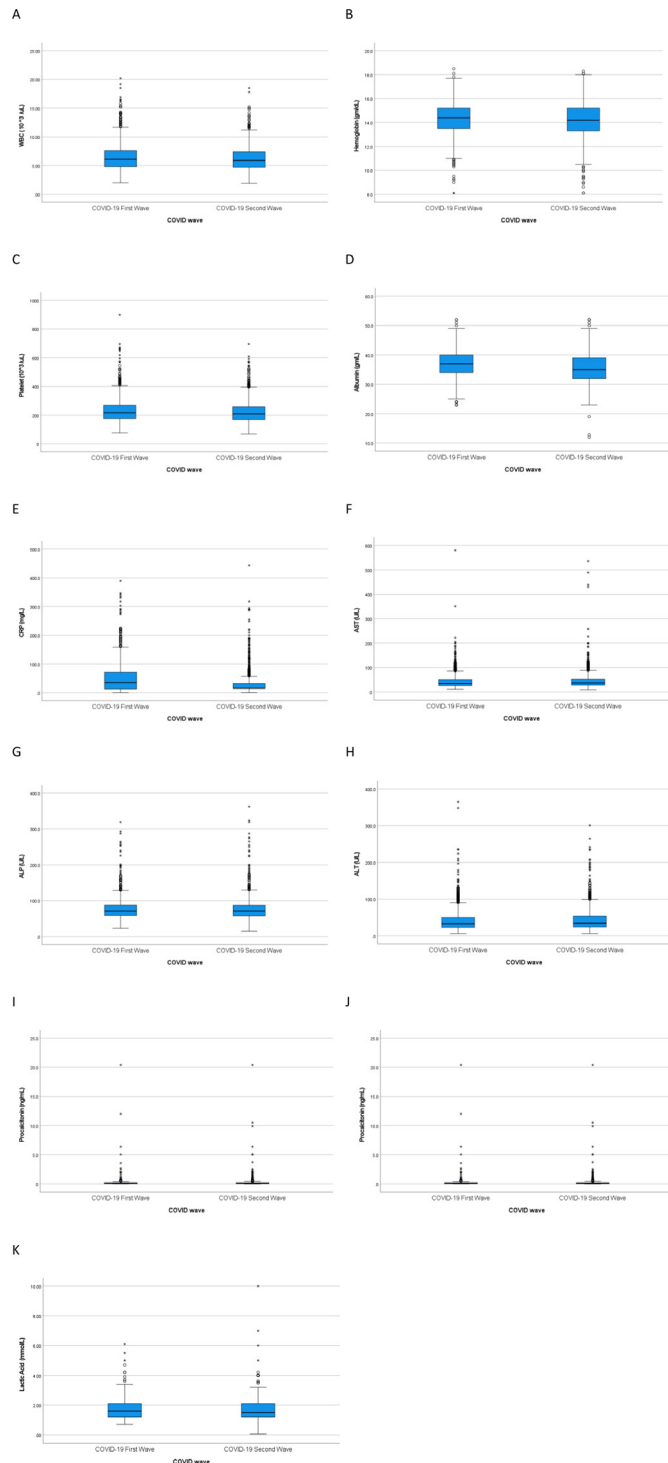 A
B
25.00
20.00
15.00
10.00
5.00
.00
WBC (10^3 /uL)
COVID-19 First Wave
COVID-19 Second Wave
COVID wave
20.0
18.0
16.0
14.0
12.0
10.0
8.0
Hemoglobin (gm/dL)
COVID-19 First Wave
COVID-19 Second Wave
COVID wave
C
D
1000
800
600
400
200
0
Platelet (10^3/uL)
COVID-19 First Wave
COVID-19 Second Wave
COVID wave
60.0
50.0
40.0
30.0
20.0
10.0
Albumin (gm/L)
COVID-19 First Wave
COVID-19 Second Wave
COVID wave
E
F
500.0
400.0
300.0
200.0
100.0
.0
CRP (mg/L)
COVID-19 First Wave
COVID-19 Second Wave
COVID wave
600
500
400
300
200
100
0
AST (U/L)
COVID-19 First Wave
COVID-19 Second Wave
COVID wave
G
H
400.0
300.0
200.0
100.0
.0
ALP (U/L)
COVID-19 First Wave
COVID-19 Second Wave
COVID wave
400.0
300.0
200.0
100.0
.0
ALT (U/L)
COVID-19 First Wave
COVID-19 Second Wave
COVID wave
I
J
25.0
20.0
15.0
10.0
5.0
.0
Procalcitonin (ng/mL)
COVID-19 First Wave
COVID-19 Second Wave
COVID wave
25.0
20.0
15.0
10.0
5.0
.0
Procalcitonin (ng/mL)
COVID-19 First Wave
COVID-19 Second Wave
COVID wave
K
10.00
8.00
6.00
4.00
2.00
.00
Lactic Acid (mmol/L)
COVID-19 First Wave
COVID-19 Second Wave
COVID wave